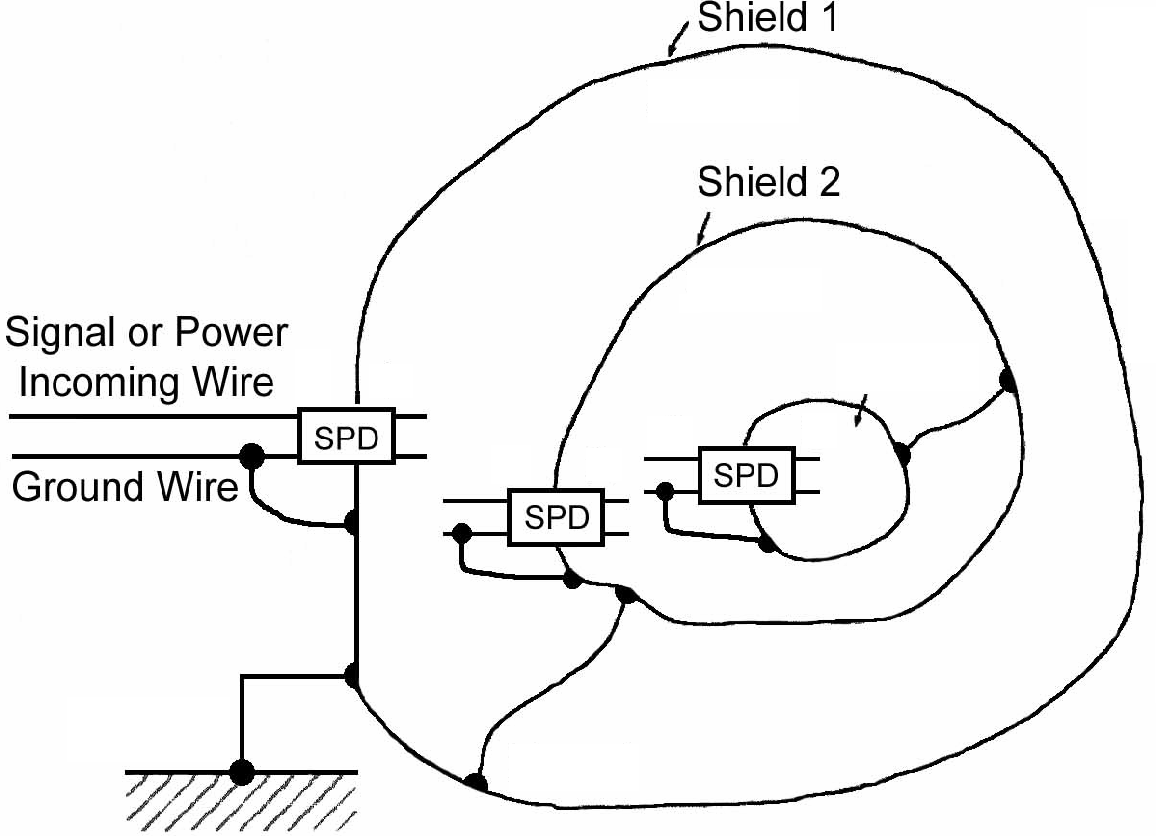 Shield 1
Shield 2
Signal or Power
Incoming Wire
SPD
Ground Wire
SPD
SPD